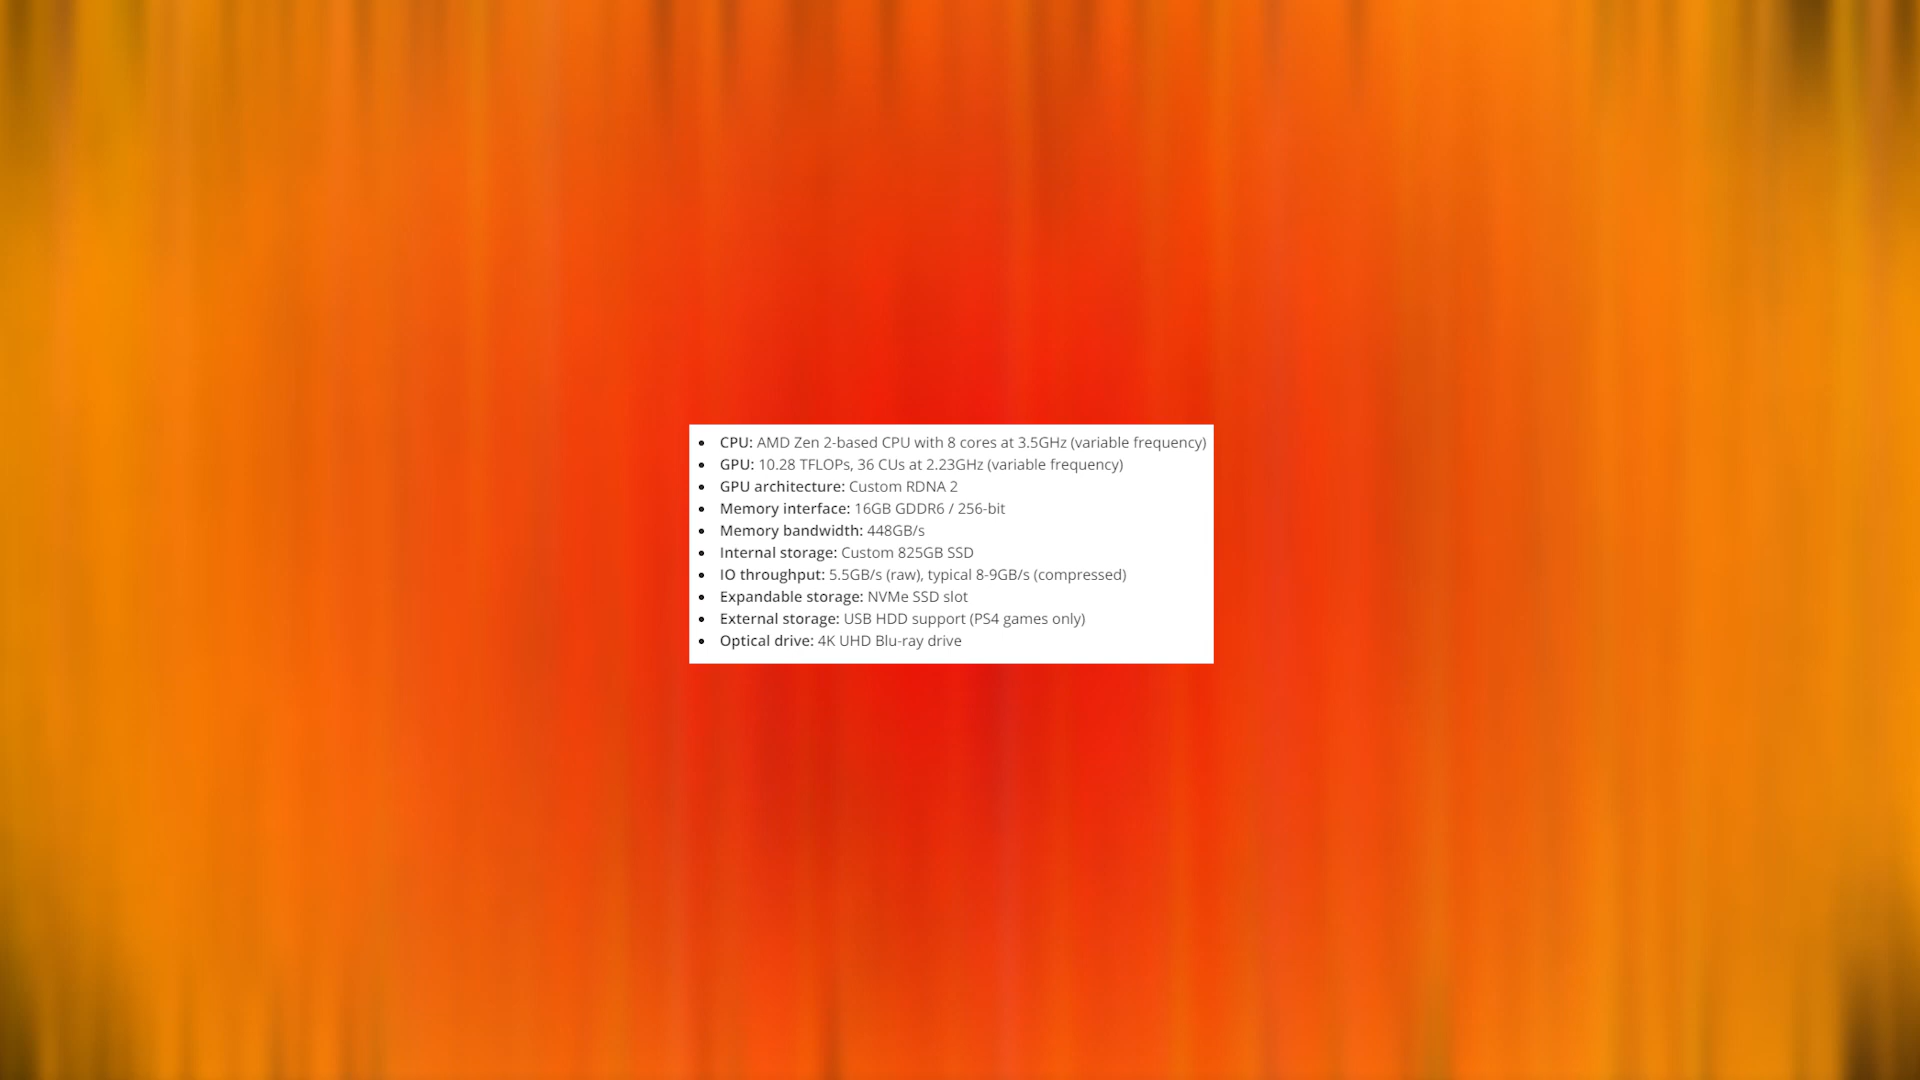 • CPU: AMD Zen 2-based CPU with 8 cores at 3.5GHz (variable frequency)
• GPU: 10.28 TFLOPs, 36 CUs at 2.23GHz (variable frequency)
• GPU architecture: Custom RDNA 2
• Memory interface: 16GB GDDR6 / 256-bit
• Memory bandwidth: 448GB/s
• Internal storage: Custom 825GB SSD
• IO throughput: 5.5GB/s (raw), typical 8-9GB/s (compressed)
• Expandable storage: NVMe SSD slot
• External storage: USB HDD support (PS4 games only)
• Optical drive: 4K UHD Blu-ray drive